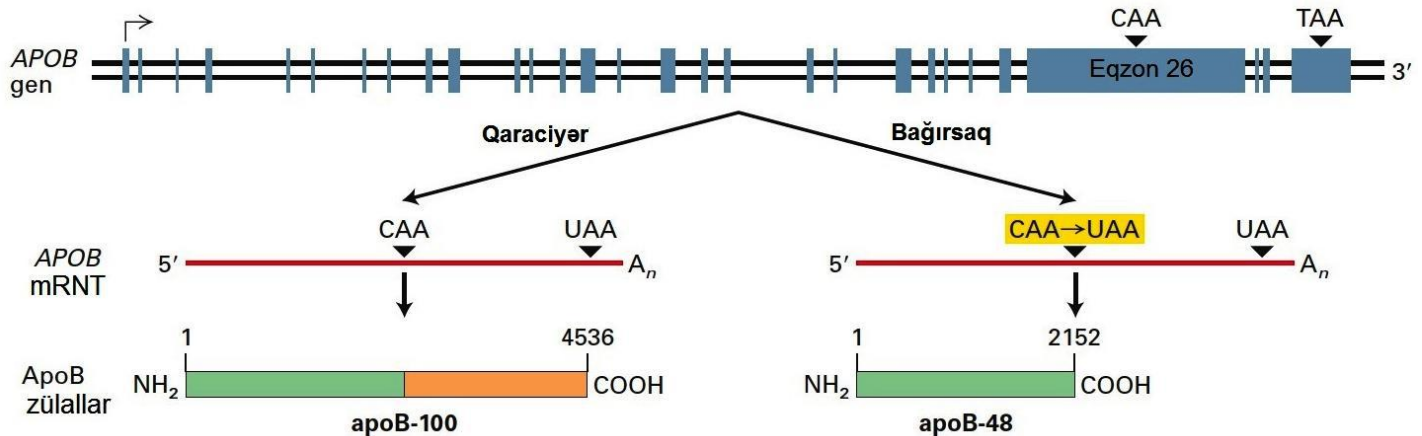 CAA TAA
APOB
gen
Eqzon 26
3′
Qaraciyər Bağırsaq
CAA UAA CAA→UAA UAA
APOB
mRNT
5′ Aₙ 5′ Aₙ
1 4536 1 2152
ApoB
zülallar
NH₂ COOH NH₂ COOH
apoB-100 apoB-48